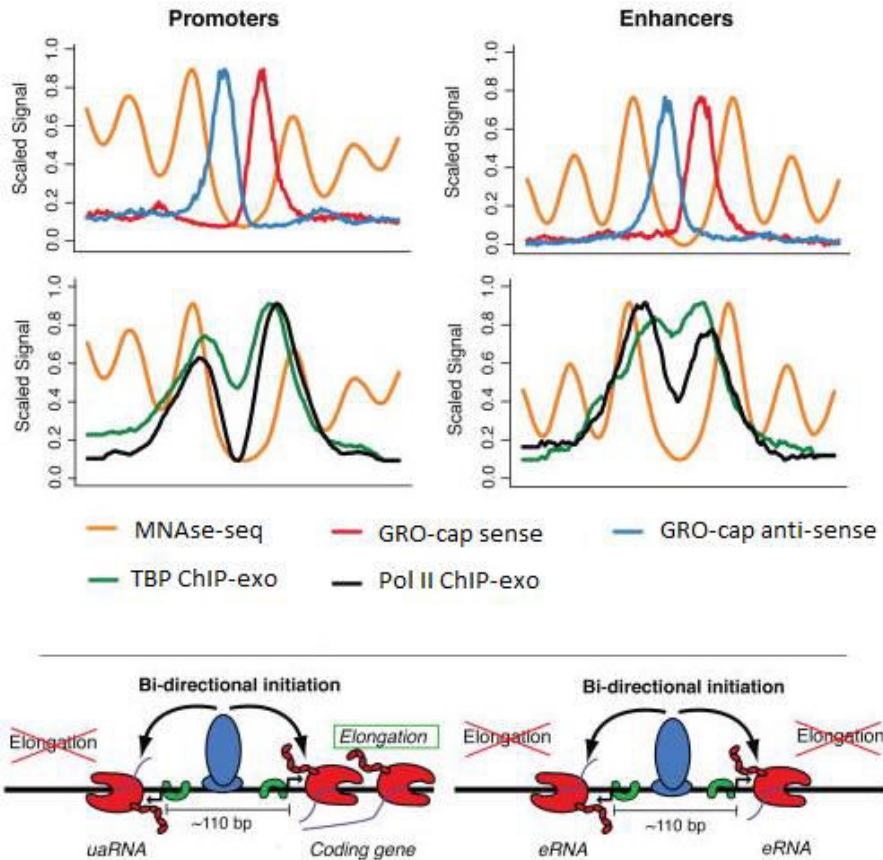 Promoters
Enhancers
Scaled Signal
1.0
0.8
0.6
0.4
0.2
0.0
Scaled Signal
1.0
0.8
0.6
0.4
0.2
0.0
Scaled Signal
1.0
0.8
0.6
0.4
0.2
0.0
Scaled Signal
1.0
0.8
0.6
0.4
0.2
0.0
MNAse-seq
GRO-cap sense
GRO-cap anti-sense
TBP ChIP-exo
Pol II ChIP-exo
Bi-directional initiation
Elongation
Elongation
~110 bp
uaRNA
Coding gene
Bi-directional initiation
Elongation
Elongation
~110 bp
eRNA
eRNA